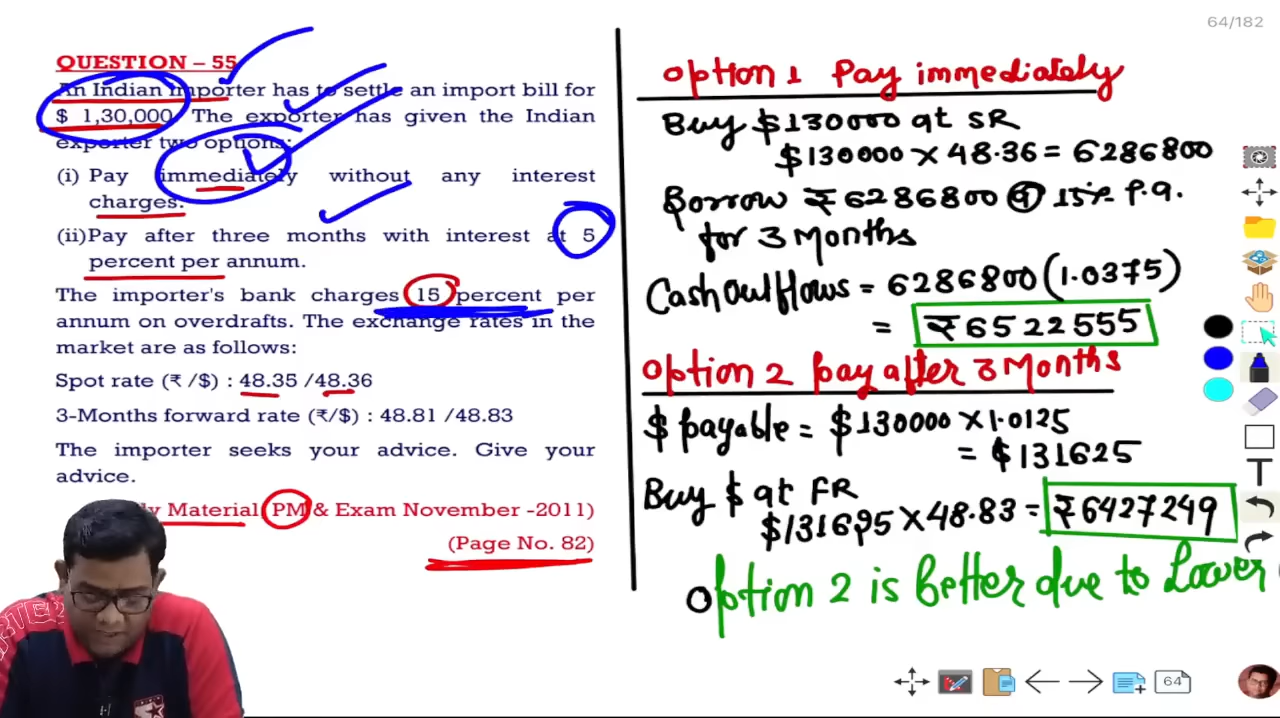 64/182
QUESTION – 55
An Indian importer has to settle an import bill for
$ 1,30,000. The exporter has given the Indian
exporter two options:
(i) Pay immediately without any interest
charges.
(ii)Pay after three months with interest at 5
percent per annum.
The importer's bank charges 15 percent per
annum on overdrafts. The exchange rates in the
market are as follows:
Spot rate (₹ /$) : 48.35 /48.36
3-Months forward rate (₹/$) : 48.81 /48.83
The importer seeks your advice. Give your
advice.
Material PM & Exam November -2011)
(Page No. 82)
Option 1 Pay immediately
Buy $130000 at SR
$130000 × 48.36 = 6286800
Borrow ₹6286800 @ 15% P.a.
for 3 Months
Cash Outflows = 6286800 (1.0375)
= ₹6522555
Option 2 Pay after 3 Months
$ payable = $130000 × 1.0125
= $131625
Buy $ at FR
$131625 × 48.83 = ₹6427249
Option 2 is Better due to Lower
64